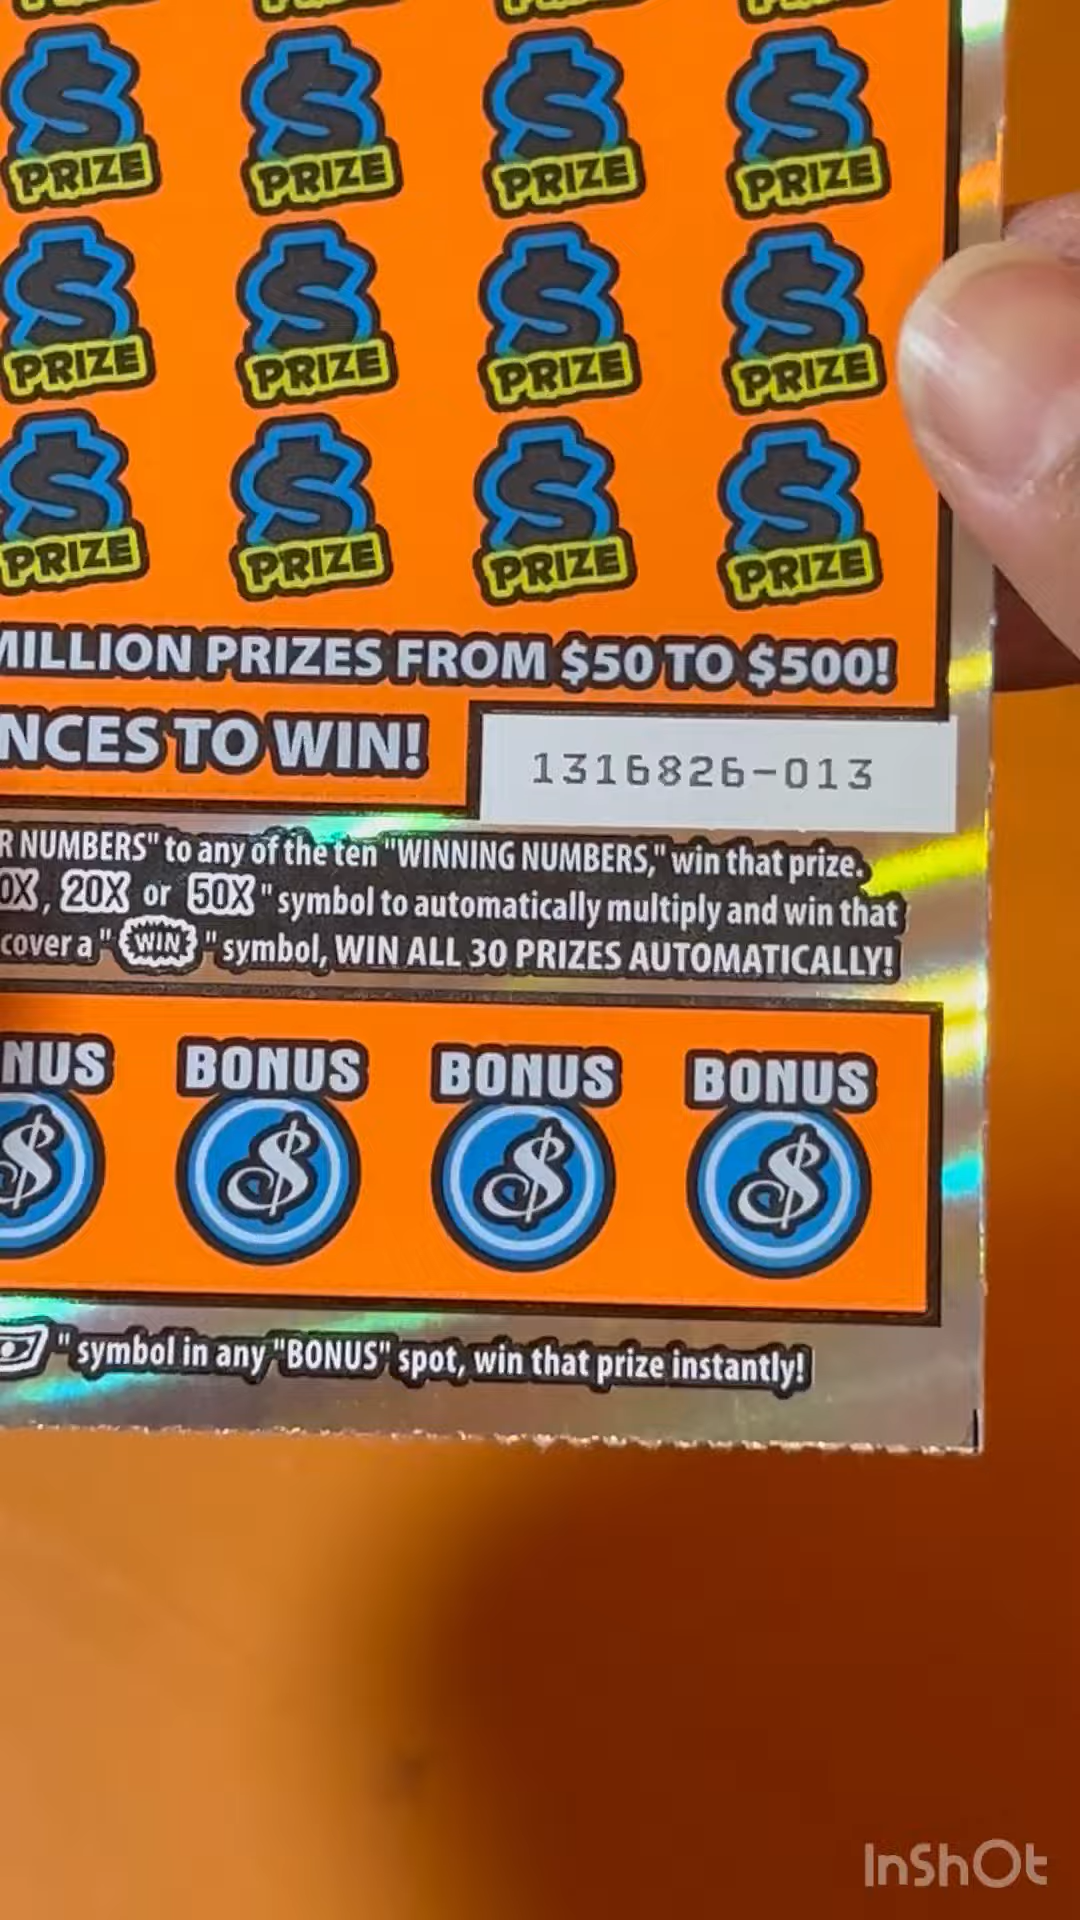 PRIZE PRIZE PRIZE PRIZE
PRIZE PRIZE PRIZE PRIZE
PRIZE PRIZE PRIZE PRIZE
MILLION PRIZES FROM $50 TO $500!
NCES TO WIN!
1316826-013
R NUMBERS" to any of the ten "WINNING NUMBERS," win that prize.
0X, 20X or 50X" symbol to automatically multiply and win that
cover a "WIN" symbol, WIN ALL 30 PRIZES AUTOMATICALLY!
NUS BONUS BONUS BONUS
$ $ $ $
" symbol in any "BONUS" spot, win that prize instantly!
InShOt